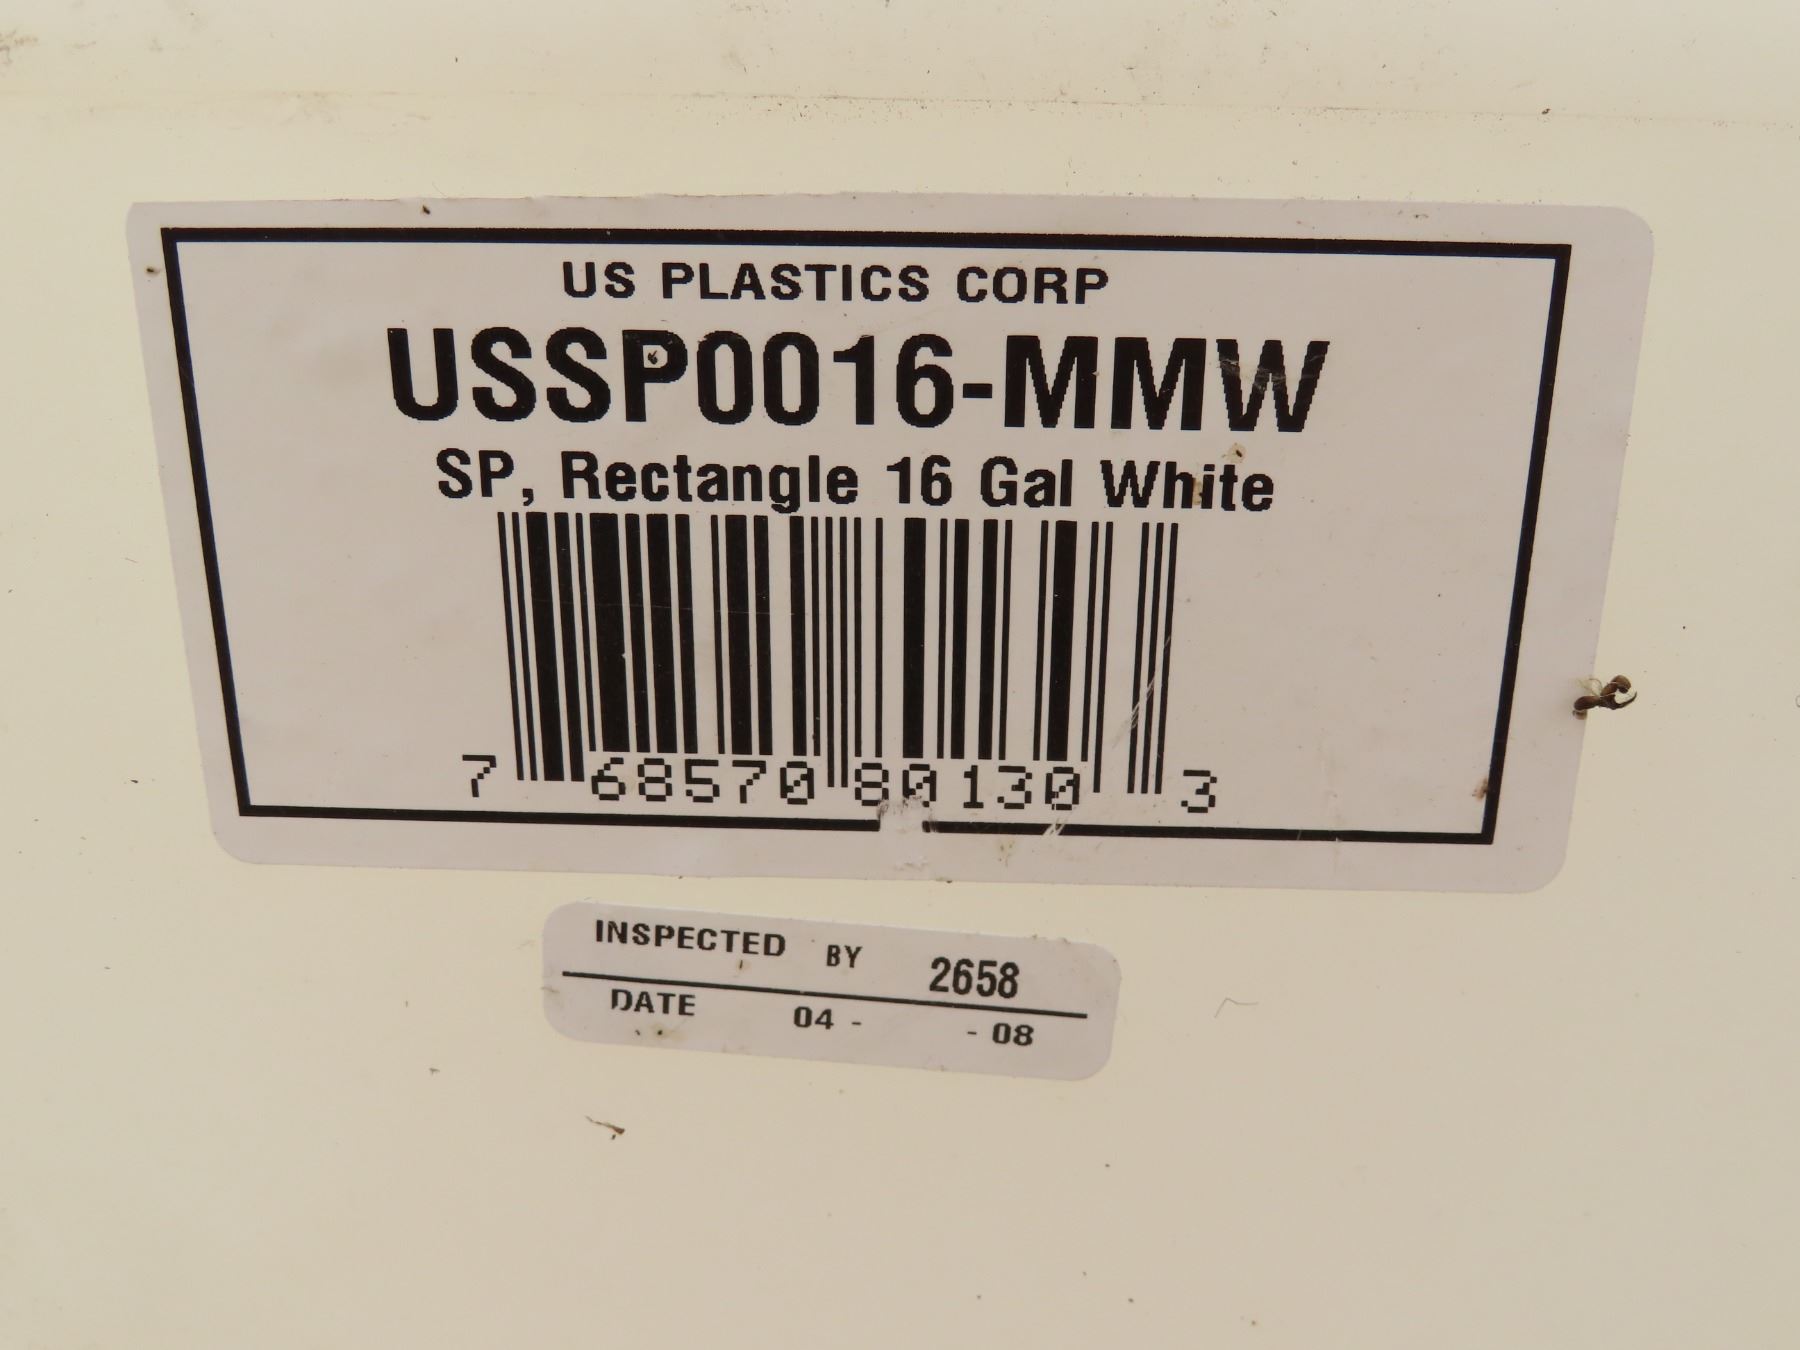 US PLASTICS CORP
USSP0016-MMW
SP, Rectangle 16 Gal White
7 68570 80130 3
INSPECTED BY 2658
DATE 04 - - 08